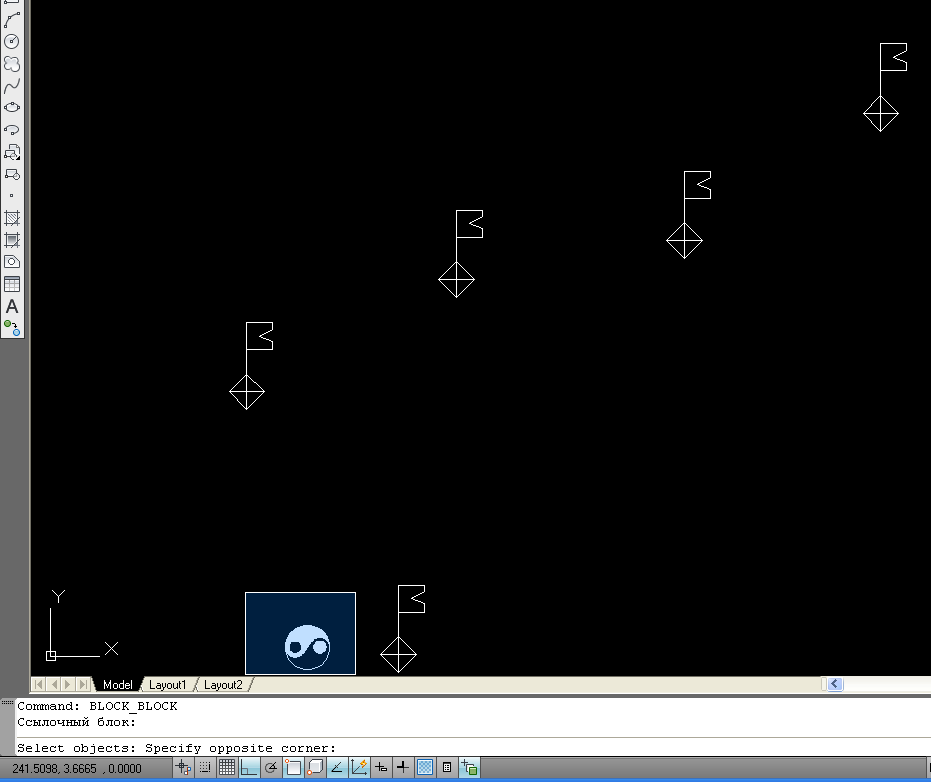 A
Y
X
Model Layout1 Layout2
Command: BLOCK_BLOCK
Ссылочный блок:
Select objects: Specify opposite corner:
241.5098, 3.6665 , 0.0000